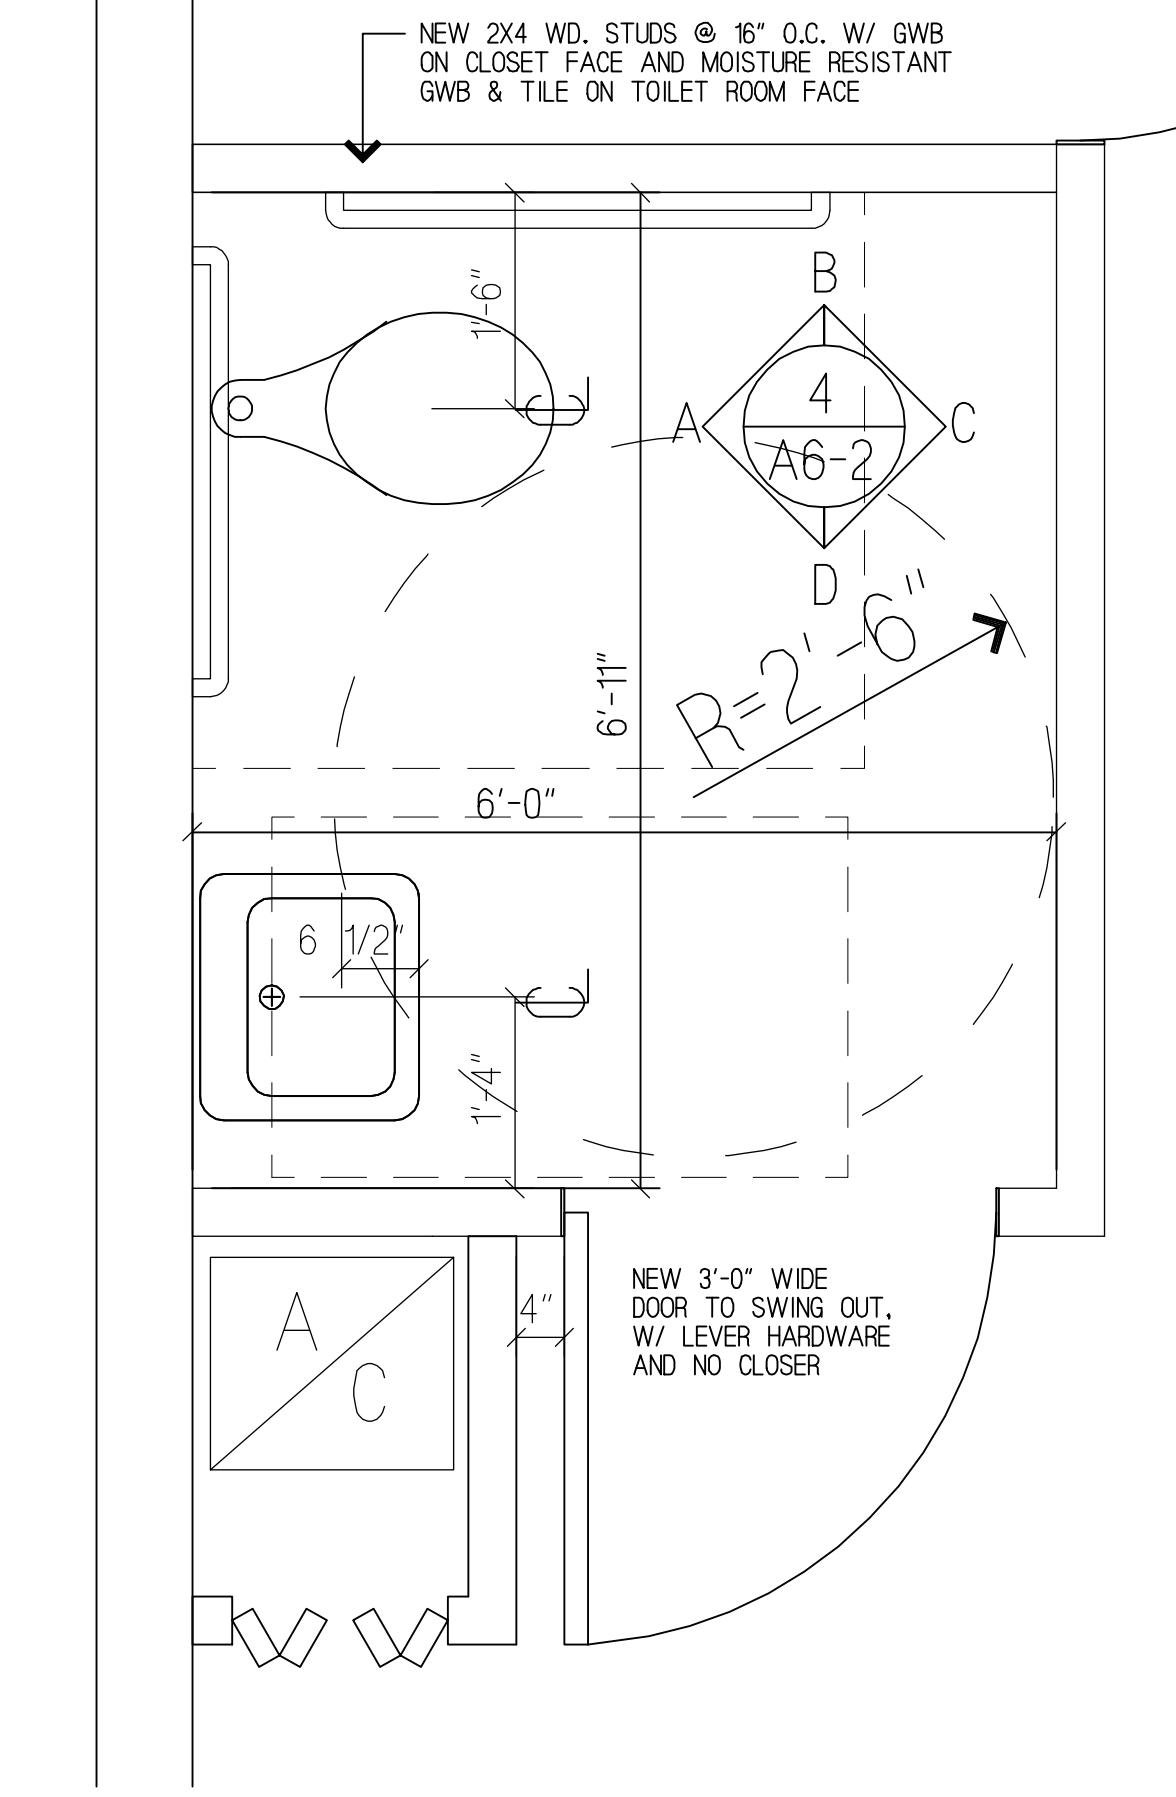 NEW 2X4 WD. STUDS @ 16" O.C. W/ GWB
ON CLOSET FACE AND MOISTURE RESISTANT
GWB & TILE ON TOILET ROOM FACE
1'-6"
B
A
4
C
A6-2
D
R=2'-6"
6'-11"
6'-0"
6 1/2"
1'-4"
A
C
4"
NEW 3'-0" WIDE
DOOR TO SWING OUT,
W/ LEVER HARDWARE
AND NO CLOSER